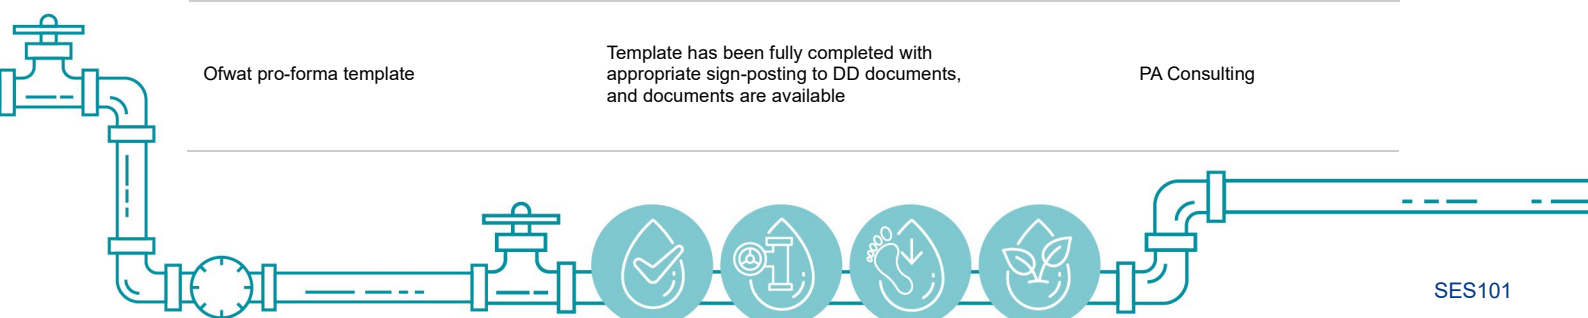 Ofwat pro-forma template
Template has been fully completed with
appropriate sign-posting to DD documents,
and documents are available
PA Consulting
SES101